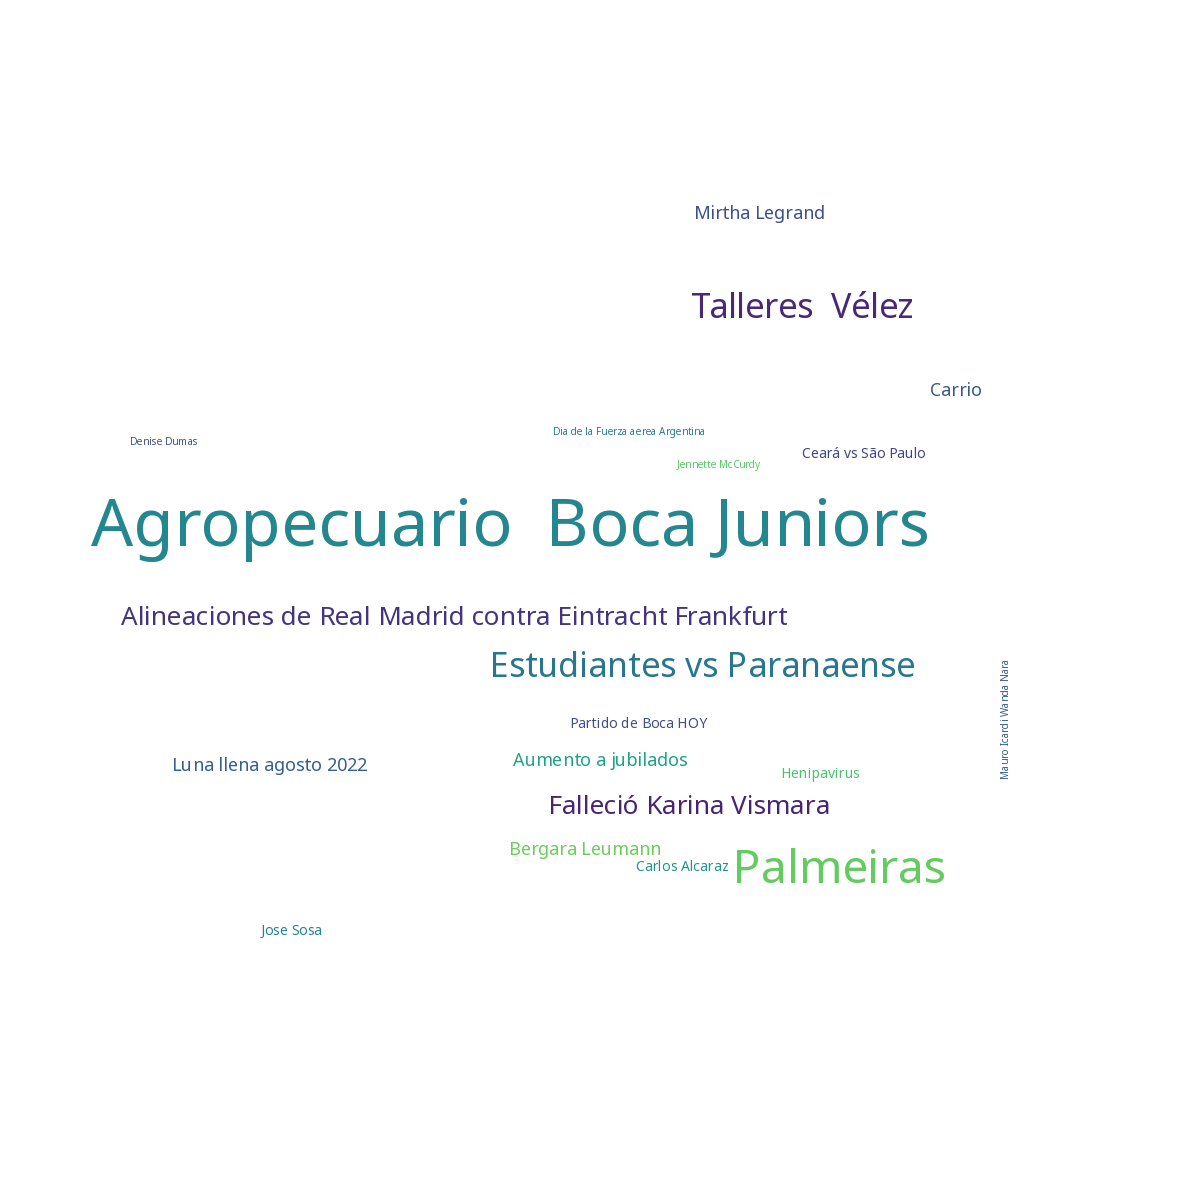 Mirtha Legrand
Talleres Vélez
Carrio
Dia de la Fuerza aerea Argentina
Denise Dumas
Ceará vs São Paulo
Jennette McCurdy
Agropecuario Boca Juniors
Alineaciones de Real Madrid contra Eintracht Frankfurt
Estudiantes vs Paranaense
Mauro Icardi Wanda Nara
Partido de Boca HOY
Aumento a jubilados
Luna llena agosto 2022
Henipavirus
Falleció Karina Vismara
Bergara Leumann
Carlos Alcaraz
Palmeiras
Jose Sosa